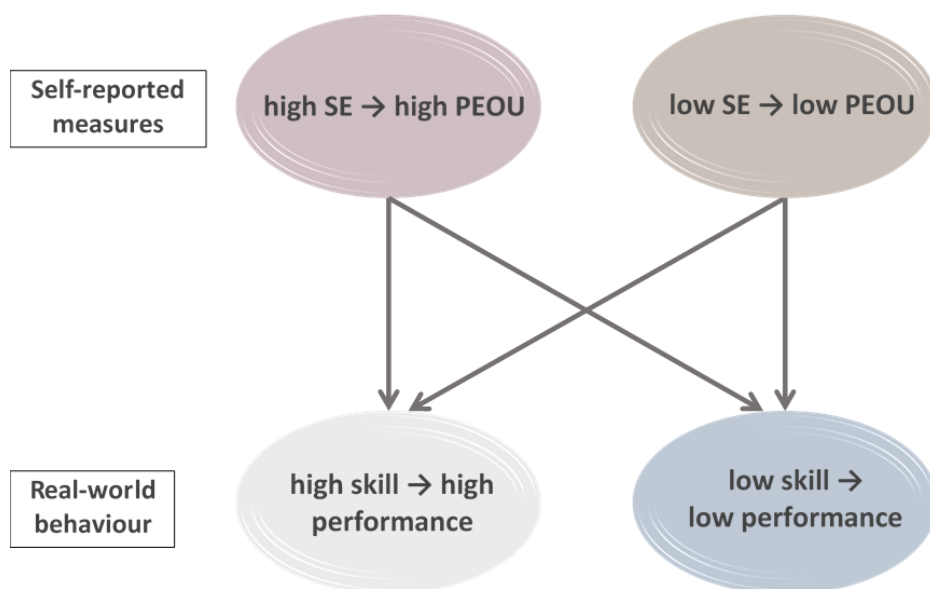 Self-reported
measures
high SE → high PEOU
low SE → low PEOU
Real-world
behaviour
high skill → high
performance
low skill →
low performance